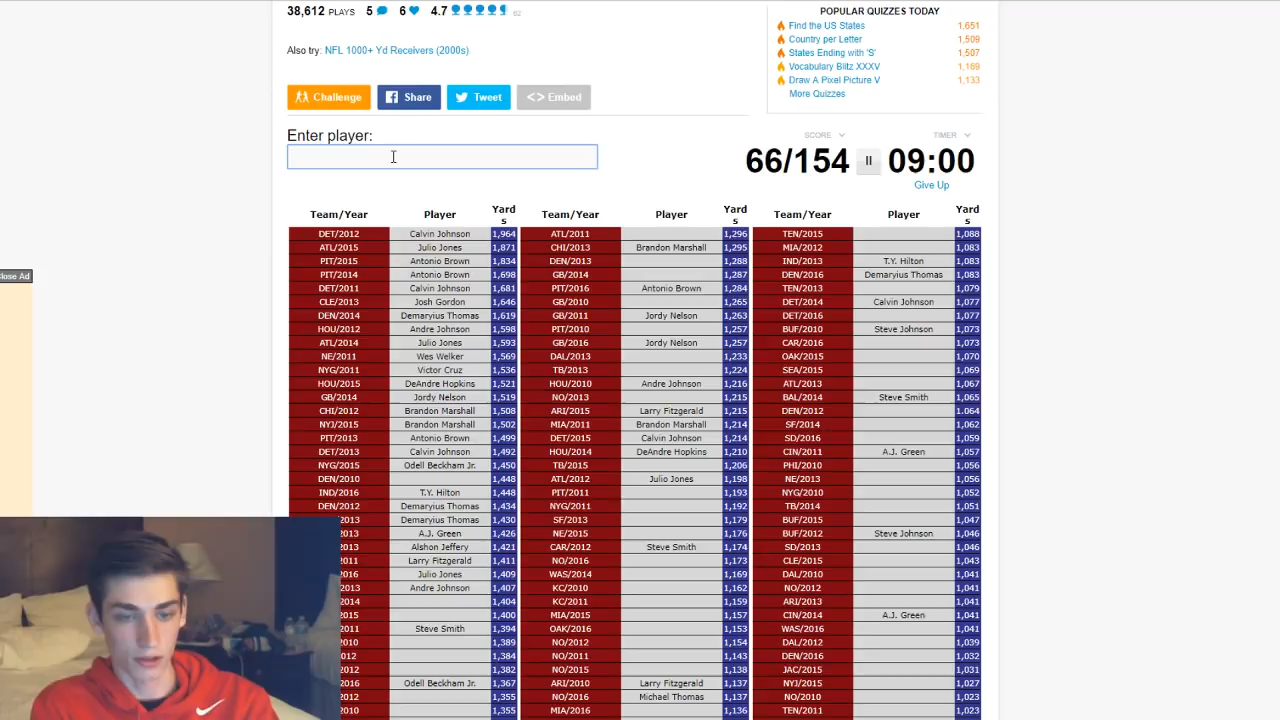 38,612 PLAYS 5 6 4.7 62
Also try: NFL 1000+ Yd Receivers (2000s)
Challenge Share Tweet <> Embed
POPULAR QUIZZES TODAY
Find the US States 1,651
Country per Letter 1,509
States Ending with 'S' 1,507
Vocabulary Blitz XXXV 1,169
Draw A Pixel Picture V 1,133
More Quizzes
Close Ad
Enter player:
SCORE TIMER
66/154 09:00
Give Up
Team/Year Player Yards Team/Year Player Yards Team/Year Player Yards
DET/2012 Calvin Johnson 1,964 ATL/2011 1,296 TEN/2015 1,088
ATL/2015 Julio Jones 1,871 CHI/2013 Brandon Marshall 1,295 MIA/2012 1,083
PIT/2015 Antonio Brown 1,834 DEN/2013 1,288 IND/2013 T.Y. Hilton 1,083
PIT/2014 Antonio Brown 1,698 GB/2014 1,287 DEN/2016 Demaryius Thomas 1,083
DET/2011 Calvin Johnson 1,681 PIT/2016 Antonio Brown 1,284 TEN/2013 1,079
CLE/2013 Josh Gordon 1,646 GB/2010 1,265 DET/2014 Calvin Johnson 1,077
DEN/2014 Demaryius Thomas 1,619 GB/2011 Jordy Nelson 1,263 DET/2016 1,077
HOU/2012 Andre Johnson 1,598 PIT/2010 1,257 BUF/2010 Steve Johnson 1,073
ATL/2014 Julio Jones 1,593 GB/2016 Jordy Nelson 1,257 CAR/2016 1,073
NE/2011 Wes Welker 1,569 DAL/2013 1,233 OAK/2015 1,070
NYG/2011 Victor Cruz 1,536 TB/2013 1,224 SEA/2015 1,069
HOU/2015 DeAndre Hopkins 1,521 HOU/2010 Andre Johnson 1,216 ATL/2013 1,067
GB/2014 Jordy Nelson 1,519 NO/2013 1,215 BAL/2014 Steve Smith 1,065
CHI/2012 Brandon Marshall 1,508 ARI/2015 Larry Fitzgerald 1,215 DEN/2012 1.064
NYJ/2015 Brandon Marshall 1,502 MIA/2011 Brandon Marshall 1,214 SF/2014 1,062
PIT/2013 Antonio Brown 1,499 DET/2015 Calvin Johnson 1,214 SD/2016 1,059
DET/2013 Calvin Johnson 1,492 HOU/2014 DeAndre Hopkins 1,210 CIN/2011 A.J. Green 1,057
NYG/2015 Odell Beckham Jr. 1,450 TB/2015 1,206 PHI/2010 1,056
DEN/2010 1,448 ATL/2012 Julio Jones 1,198 NE/2013 1,056
IND/2016 T.Y. Hilton 1,448 PIT/2011 1,193 NYG/2010 1,052
DEN/2012 Demaryius Thomas 1,434 NYG/2011 1,192 TB/2014 1,051
2013 Demaryius Thomas 1,430 SF/2013 1,179 BUF/2015 1,047
2013 A.J. Green 1,426 NE/2015 1,176 BUF/2012 Steve Johnson 1,046
2013 Alshon Jeffery 1,421 CAR/2012 Steve Smith 1,174 SD/2013 1,046
2011 Larry Fitzgerald 1,411 NO/2016 1,173 CLE/2015 1,043
2016 Julio Jones 1,409 WAS/2014 1,169 DAL/2010 1,041
2013 Andre Johnson 1,407 KC/2010 1,162 NO/2012 1,041
2014 1,404 KC/2011 1,159 ARI/2013 1,041
2015 1,400 MIA/2015 1,157 CIN/2014 A.J. Green 1,041
2011 Steve Smith 1,394 OAK/2016 1,153 WAS/2016 1,041
2010 1,389 NO/2012 1,154 DAL/2012 1,039
2012 1,384 NO/2011 1,143 DEN/2016 1,032
2012 1,382 NO/2015 1,138 JAC/2015 1,031
2016 Odell Beckham Jr. 1,367 ARI/2010 Larry Fitzgerald 1,137 NYJ/2015 1,027
2012 1,355 NO/2016 Michael Thomas 1,137 NO/2010 1,023
2010 1,355 MIA/2016 1,136 TEN/2011 1,023